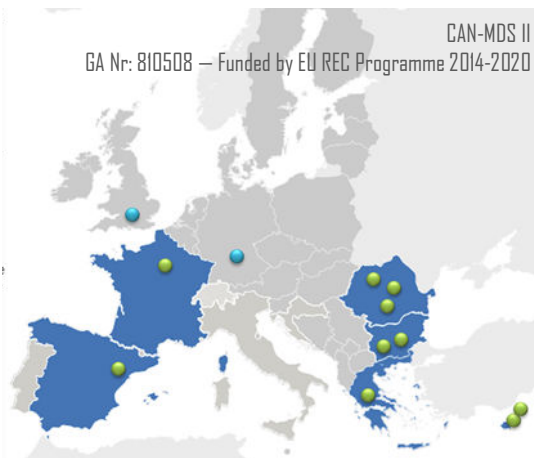 CAN-MDS II
GA Nr: 810508 — Funded by EU REC Programme 2014-2020
e